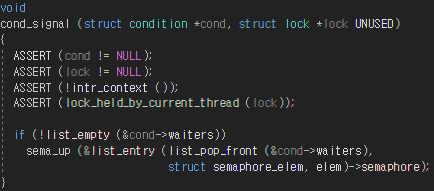 void
cond_signal (struct condition *cond, struct lock *lock UNUSED)
{
  ASSERT (cond != NULL);
  ASSERT (lock != NULL);
  ASSERT (!intr_context ());
  ASSERT (lock_held_by_current_thread (lock));

  if (!list_empty (&cond->waiters))
    sema_up (&list_entry (list_pop_front (&cond->waiters),
                          struct semaphore_elem, elem)->semaphore);
}